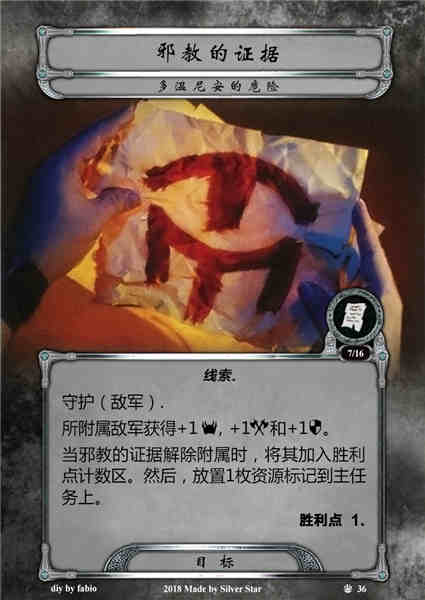 邪教的证据
多温尼安的危险
7/16
线索.
守护（敌军）.
所附属敌军获得+1, +1和+1。
当邪教的证据解除附属时，将其加入胜利
点计数区。然后，放置1枚资源标记到主任
务上。
胜利点 1.
目标
diy by fabio
2018 Made by Silver Star
36